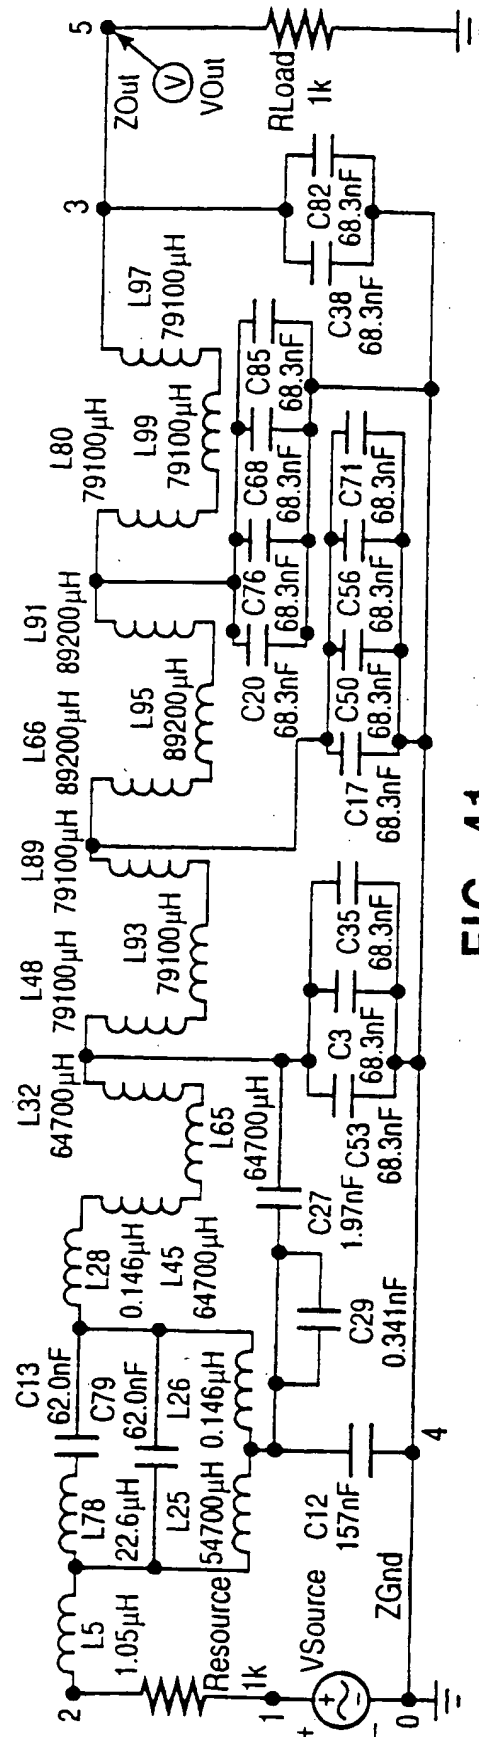 2
L5
1.05µH
L78
22.6µH
C13
62.0nF
C79
62.0nF
L25
54700µH
L26
0.146µH
L28
0.146µH
L45
64700µH
L65
64700µH
L32
64700µH
L48
79100µH
L93
79100µH
L89
79100µH
L66
89200µH
L95
89200µH
L91
89200µH
L80
79100µH
L99
79100µH
L97
79100µH
3
5
ZOut
V
VOut
RLoad
1k
Resource
1k
1
VSource
+
+
-
-
0
ZGnd
4
C12
157nF
C29
0.341nF
C27
1.97nF
C53
68.3nF
C3
68.3nF
C35
68.3nF
C17
68.3nF
C50
68.3nF
C56
68.3nF
C71
68.3nF
C20
68.3nF
C76
68.3nF
C68
68.3nF
C85
68.3nF
C38
68.3nF
C82
68.3nF